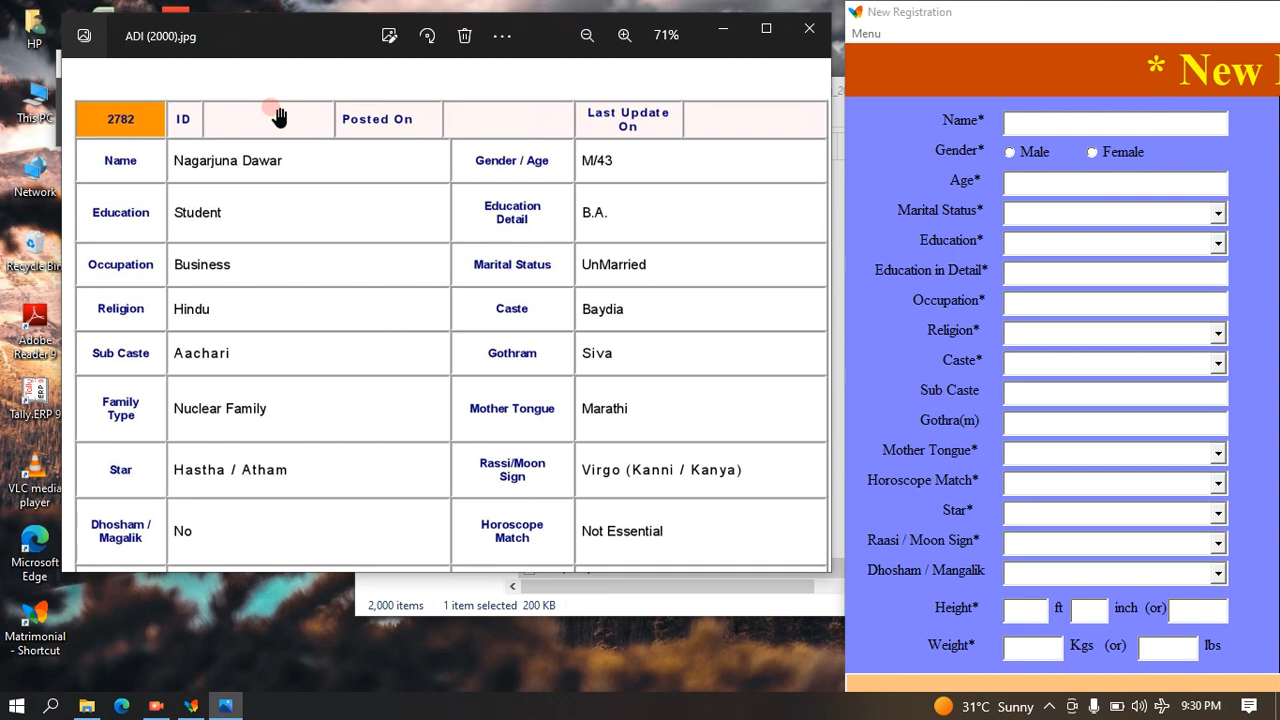 HP
This PC
Network
Recycle Bin
Adobe
Reader 9
Tally.ERP 9
VLC media
player
Microsoft
Edge
Matrimonial
- Shortcut
ADI (2000).jpg
71%
2782
ID
Posted On
Last Update
On
Name
Nagarjuna Dawar
Gender / Age
M/43
Education
Student
Education
Detail
B.A.
Occupation
Business
Marital Status
UnMarried
Religion
Hindu
Caste
Baydia
Sub Caste
Aachari
Gothram
Siva
Family
Type
Nuclear Family
Mother Tongue
Marathi
Star
Hastha / Atham
Rassi/Moon
Sign
Virgo (Kanni / Kanya)
Dhosham /
Magalik
No
Horoscope
Match
Not Essential
2,000 items
1 item selected 200 KB
New Registration
Menu
* New
Name*
Gender*
Male
Female
Age*
Marital Status*
Education*
Education in Detail*
Occupation*
Religion*
Caste*
Sub Caste
Gothra(m)
Mother Tongue*
Horoscope Match*
Star*
Raasi / Moon Sign*
Dhosham / Mangalik
Height*
ft
inch (or)
Weight*
Kgs (or)
lbs
31°C Sunny
9:30 PM